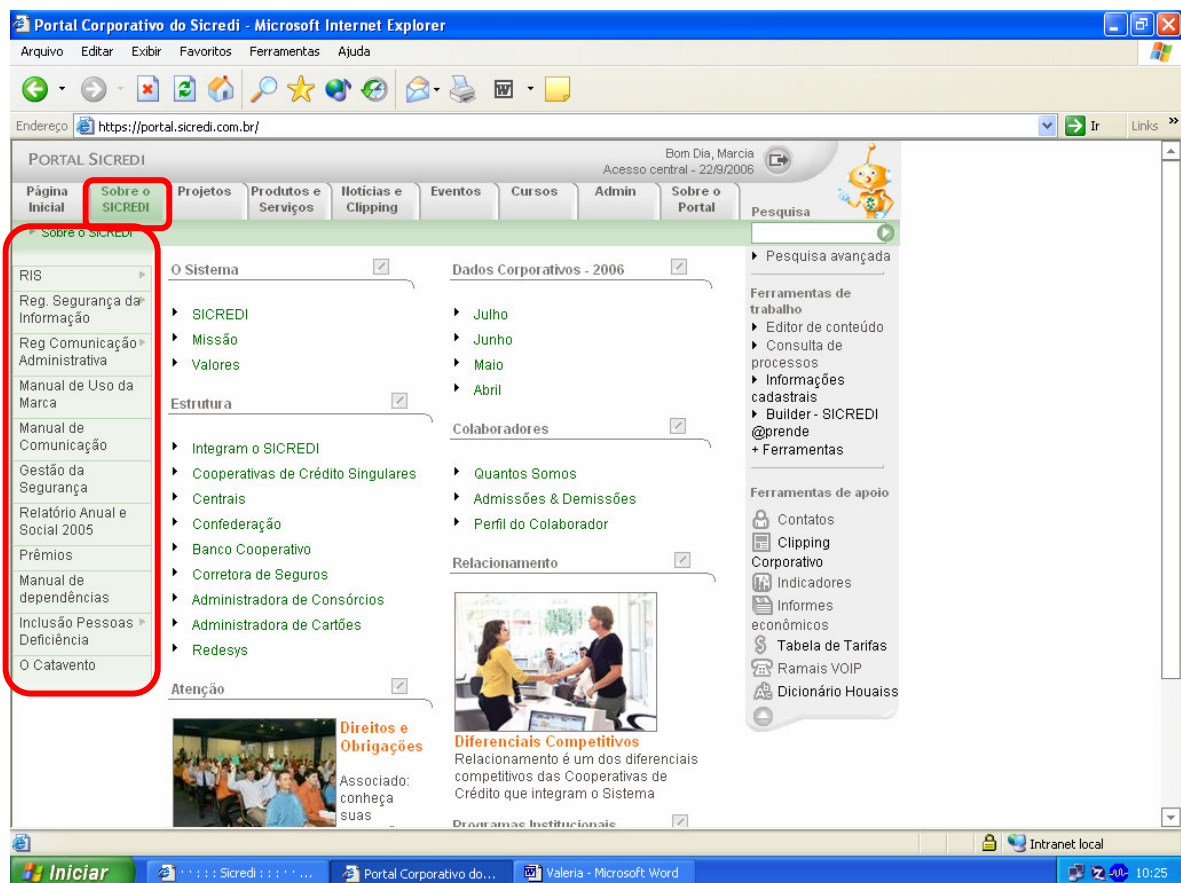 Portal Corporativo do Sicredi - Microsoft Internet Explorer
Arquivo Editar Exibir Favoritos Ferramentas Ajuda
Endereço https://portal.sicredi.com.br/ Ir Links »
PORTAL SICREDI
Bom Dia, Marcia
Acesso central - 22/9/2006
Página Inicial
Sobre o SICREDI
Projetos
Produtos e Serviços
Notícias e Clipping
Eventos
Cursos
Admin
Sobre o Portal
Pesquisa
Sobre o SICREDI
RIS
Reg. Segurança da
Informação
Reg Comunicação
Administrativa
Manual de Uso da
Marca
Manual de
Comunicação
Gestão da
Segurança
Relatório Anual e
Social 2005
Prêmios
Manual de
dependências
Inclusão Pessoas
Deficiência
O Catavento
O Sistema
SICREDI
Missão
Valores
Estrutura
Integram o SICREDI
Cooperativas de Crédito Singulares
Centrais
Confederação
Banco Cooperativo
Corretora de Seguros
Administradora de Consórcios
Administradora de Cartões
Redesys
Atenção
Direitos e
Obrigações
Associado:
conheça
suas
Dados Corporativos - 2006
Julho
Junho
Maio
Abril
Colaboradores
Quantos Somos
Admissões & Demissões
Perfil do Colaborador
Relacionamento
Diferenciais Competitivos
Relacionamento é um dos diferenciais
competitivos das Cooperativas de
Crédito que integram o Sistema
Programas Institucionais
Pesquisa avançada
Ferramentas de
trabalho
Editor de conteúdo
Consulta de
processos
Informações
cadastrais
Builder - SICREDI
@prende
+ Ferramentas
Ferramentas de apoio
Contatos
Clipping
Corporativo
Indicadores
Informes
econômicos
Tabela de Tarifas
Ramais VOIP
Dicionário Houaiss
Intranet local
Iniciar
: : : : : Sicredi : : : : : ...
Portal Corporativo do...
Valeria - Microsoft Word
10:25